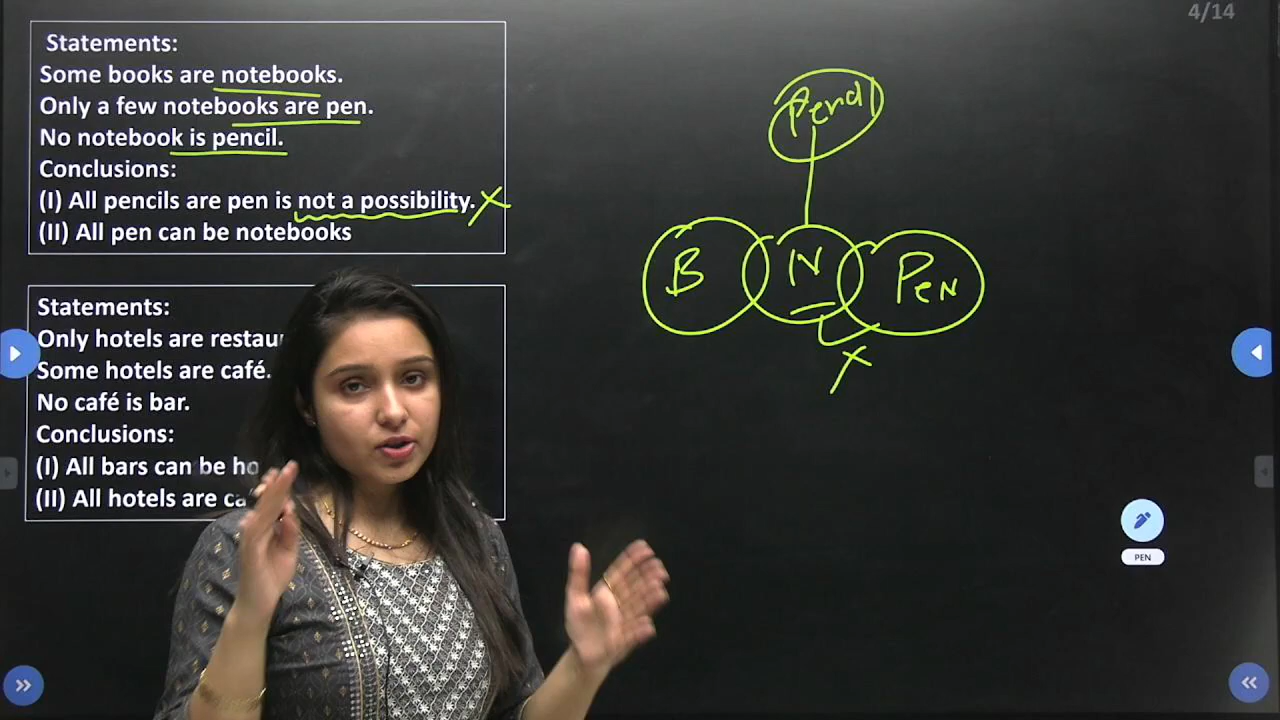 4/14
Statements:
Some books are notebooks.
Only a few notebooks are pen.
No notebook is pencil.
Conclusions:
(I) All pencils are pen is not a possibility.
(II) All pen can be notebooks
Statements:
Only hotels are
Some hotels are café.
No café is bar.
Conclusions:
(I) All bars can be
(II) All hotels are
Pencil
B
N
Pen
PEN